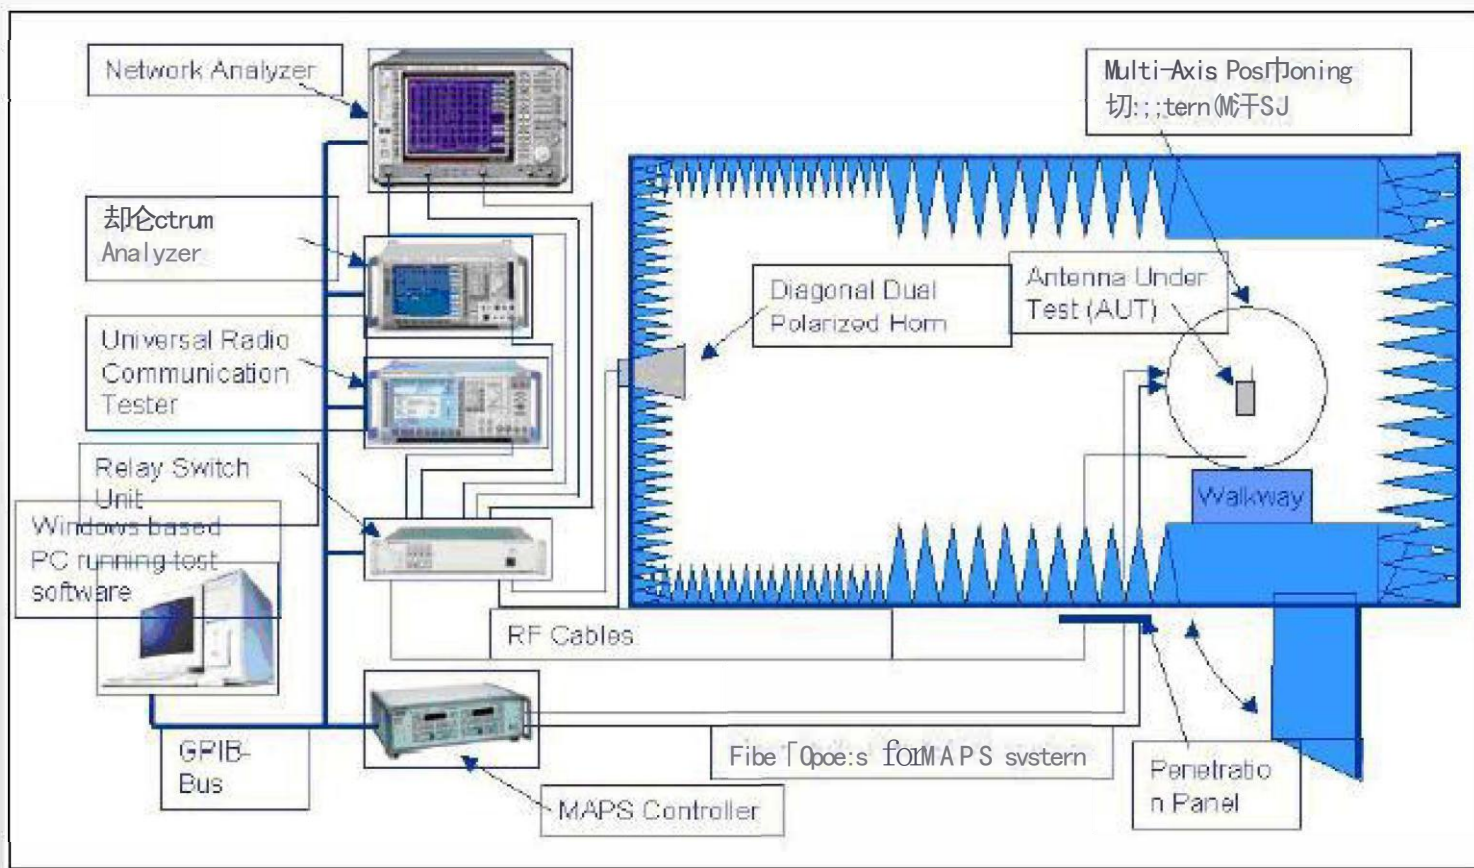 Network Analyzer
Multi-Axis Pos巾oning
切:;;tern(M汗SJ
却仑ctrum
Analyzer
Diagonal Dual
Polarized Horn
Antenna Under
Test (AUT)
Universal Radio
Communication
Tester
Relay Switch
Unit
Walkway
Windows based
PC running test
software
RF Cables
GPIB-
Bus
Fibe「Opoe:s forMAPS svstern
Penetratio
n Panel
MAPS Controller